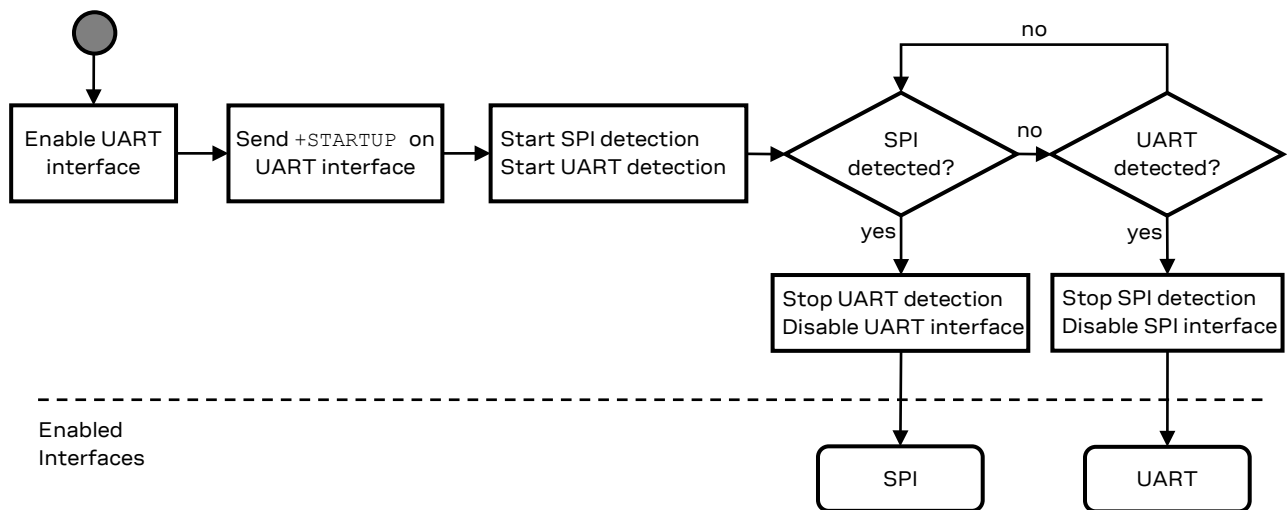 no
Enable UART
interface
Send +STARTUP on
UART interface
Start SPI detection
Start UART detection
SPI
detected?
no
UART
detected?
yes
yes
Stop UART detection
Disable UART interface
Stop SPI detection
Disable SPI interface
Enabled
Interfaces
SPI
UART